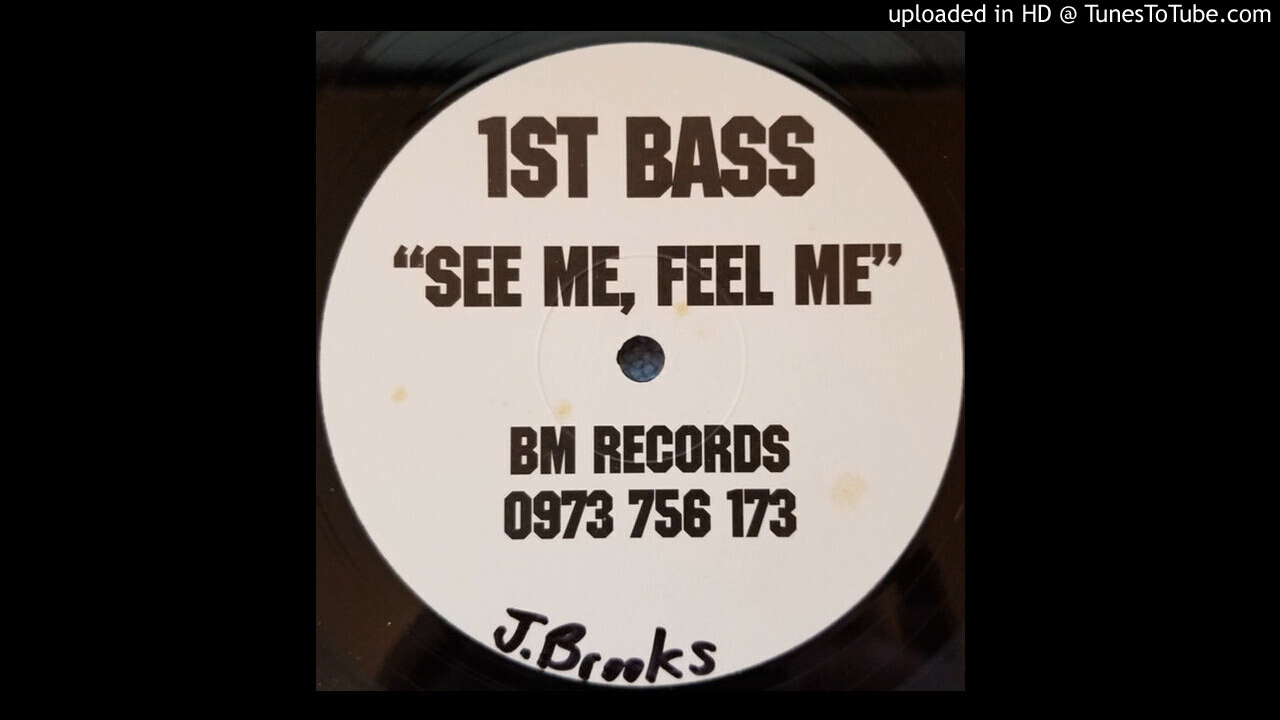 uploaded in HD @ TunesToTube.com
1ST BASS
“SEE ME, FEEL ME”
BM RECORDS
0973 756 173
J.Brooks